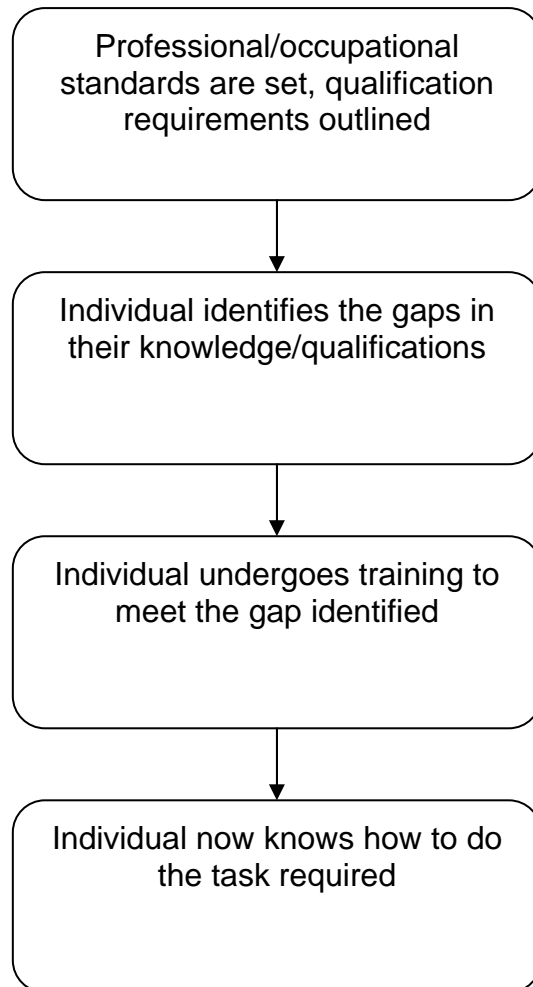 Professional/occupational
standards are set, qualification
requirements outlined
Individual identifies the gaps in
their knowledge/qualifications
Individual undergoes training to
meet the gap identified
Individual now knows how to do
the task required